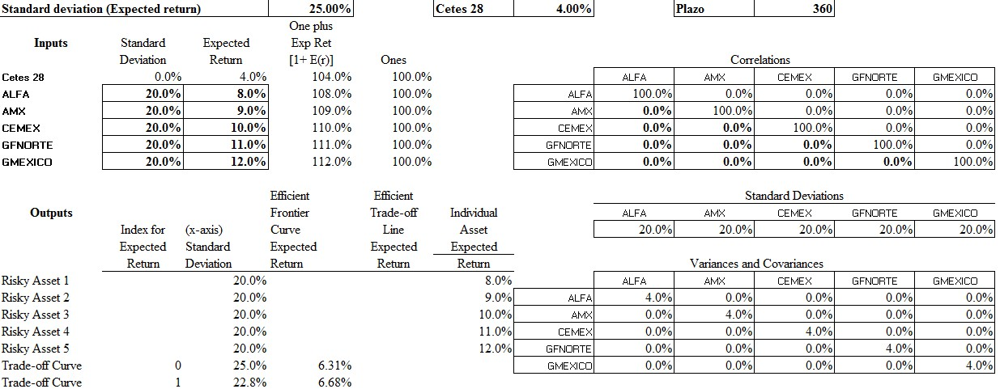 Standard deviation (Expected return) 25.00% Cetes 28 4.00% Plazo 360
One plus
Inputs Standard Expected Exp Ret
Deviation Return [1+ E(r)] Ones Correlations
Cetes 28 0.0% 4.0% 104.0% 100.0% ALFA AMX CEMEX GFNORTE GMEXICO
ALFA 20.0% 8.0% 108.0% 100.0% ALFA 100.0% 0.0% 0.0% 0.0% 0.0%
AMX 20.0% 9.0% 109.0% 100.0% AMX 0.0% 100.0% 0.0% 0.0% 0.0%
CEMEX 20.0% 10.0% 110.0% 100.0% CEMEX 0.0% 0.0% 100.0% 0.0% 0.0%
GFNORTE 20.0% 11.0% 111.0% 100.0% GFNORTE 0.0% 0.0% 0.0% 100.0% 0.0%
GMEXICO 20.0% 12.0% 112.0% 100.0% GMEXICO 0.0% 0.0% 0.0% 0.0% 100.0%
Efficient Efficient Standard Deviations
Outputs Frontier Trade-off Individual ALFA AMX CEMEX GFNORTE GMEXICO
Index for (x-axis) Curve Line Asset 20.0% 20.0% 20.0% 20.0% 20.0%
Expected Standard Expected Expected Expected
Return Deviation Return Return Return Variances and Covariances
Risky Asset 1 20.0% 8.0% ALFA AMX CEMEX GFNORTE GMEXICO
Risky Asset 2 20.0% 9.0% ALFA 4.0% 0.0% 0.0% 0.0% 0.0%
Risky Asset 3 20.0% 10.0% AMX 0.0% 4.0% 0.0% 0.0% 0.0%
Risky Asset 4 20.0% 11.0% CEMEX 0.0% 0.0% 4.0% 0.0% 0.0%
Risky Asset 5 20.0% 12.0% GFNORTE 0.0% 0.0% 0.0% 4.0% 0.0%
Trade-off Curve 0 25.0% 6.31% GMEXICO 0.0% 0.0% 0.0% 0.0% 4.0%
Trade-off Curve 1 22.8% 6.68%